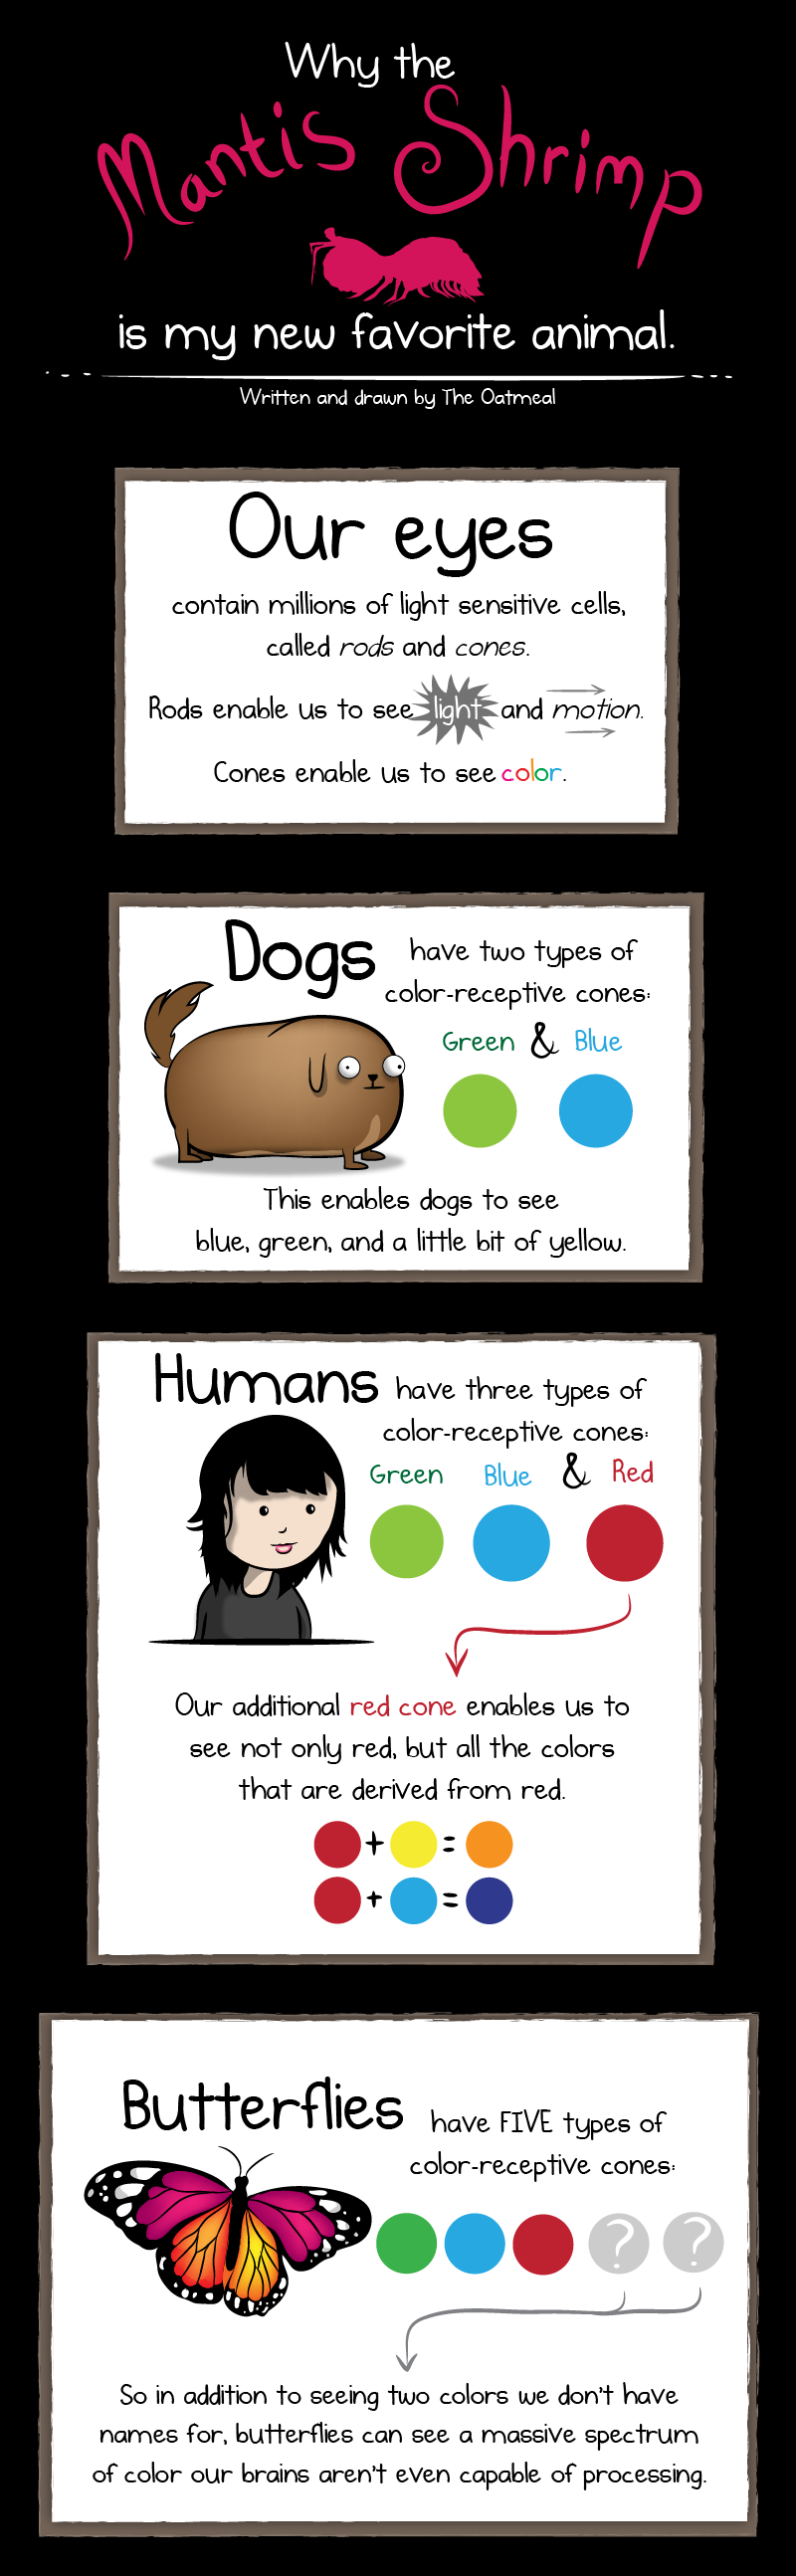 Why the
Mantis Shrimp
is my new favorite animal.
Written and drawn by The Oatmeal
Our eyes
contain millions of light sensitive cells,
called rods and cones.
Rods enable us to see light and motion.
Cones enable us to see color.
Dogs have two types of
color-receptive cones:
Green & Blue
This enables dogs to see
blue, green, and a little bit of yellow.
Humans have three types of
color-receptive cones:
Green Blue & Red
Our additional red cone enables us to
see not only red, but all the colors
that are derived from red.
+ =
+ =
Butterflies have FIVE types of
color-receptive cones:
? ?
So in addition to seeing two colors we don't have
names for, butterflies can see a massive spectrum
of color our brains aren't even capable of processing.